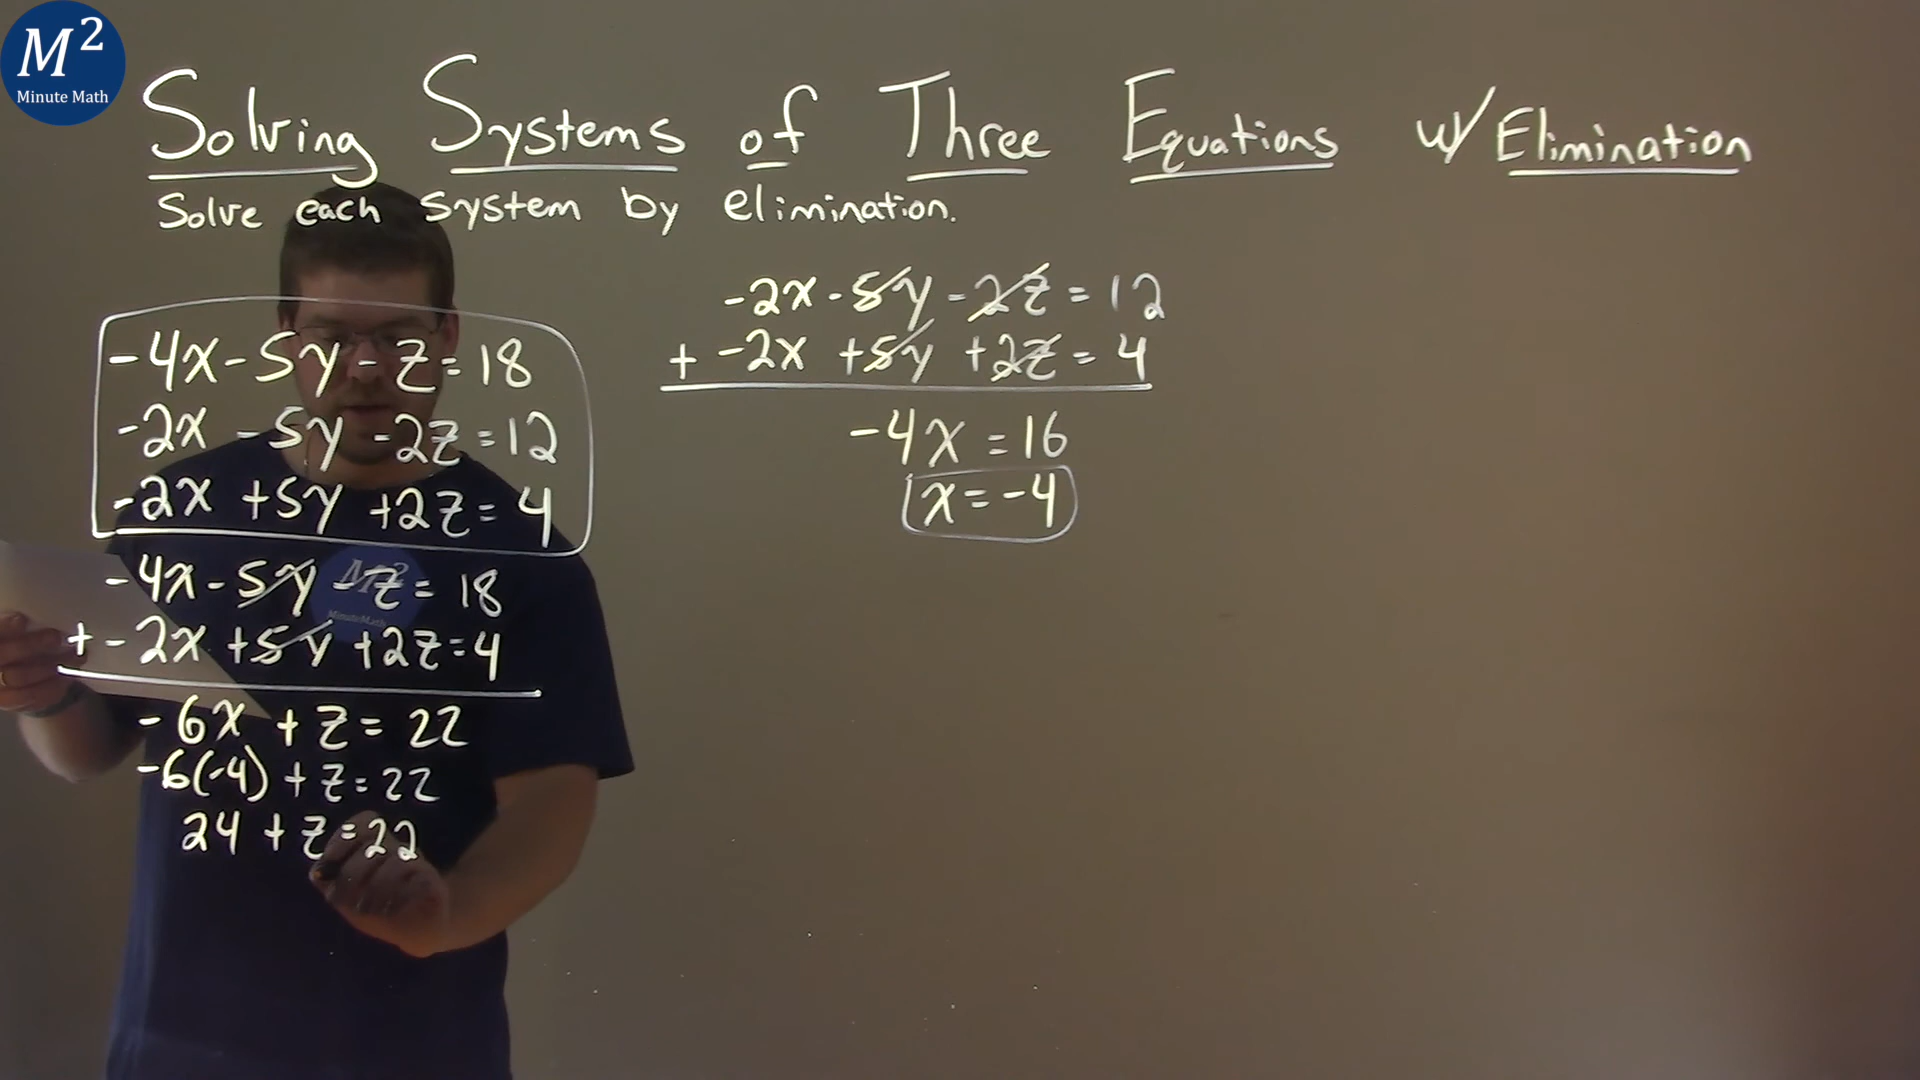 M²
Minute Math
Solving Systems of Three Equations w/ Elimination
Solve each system by elimination.
-4x - 5y - z = 18
-2x - 5y - 2z = 12
-2x + 5y + 2z = 4
-4x - 5y - z = 18
+ -2x + 5y + 2z = 4
-6x + z = 22
-6(-4) + z = 22
24 + z = 22
-2x - 5y - 2z = 12
+ -2x + 5y + 2z = 4
-4x = 16
x = -4
M²
MinuteMath